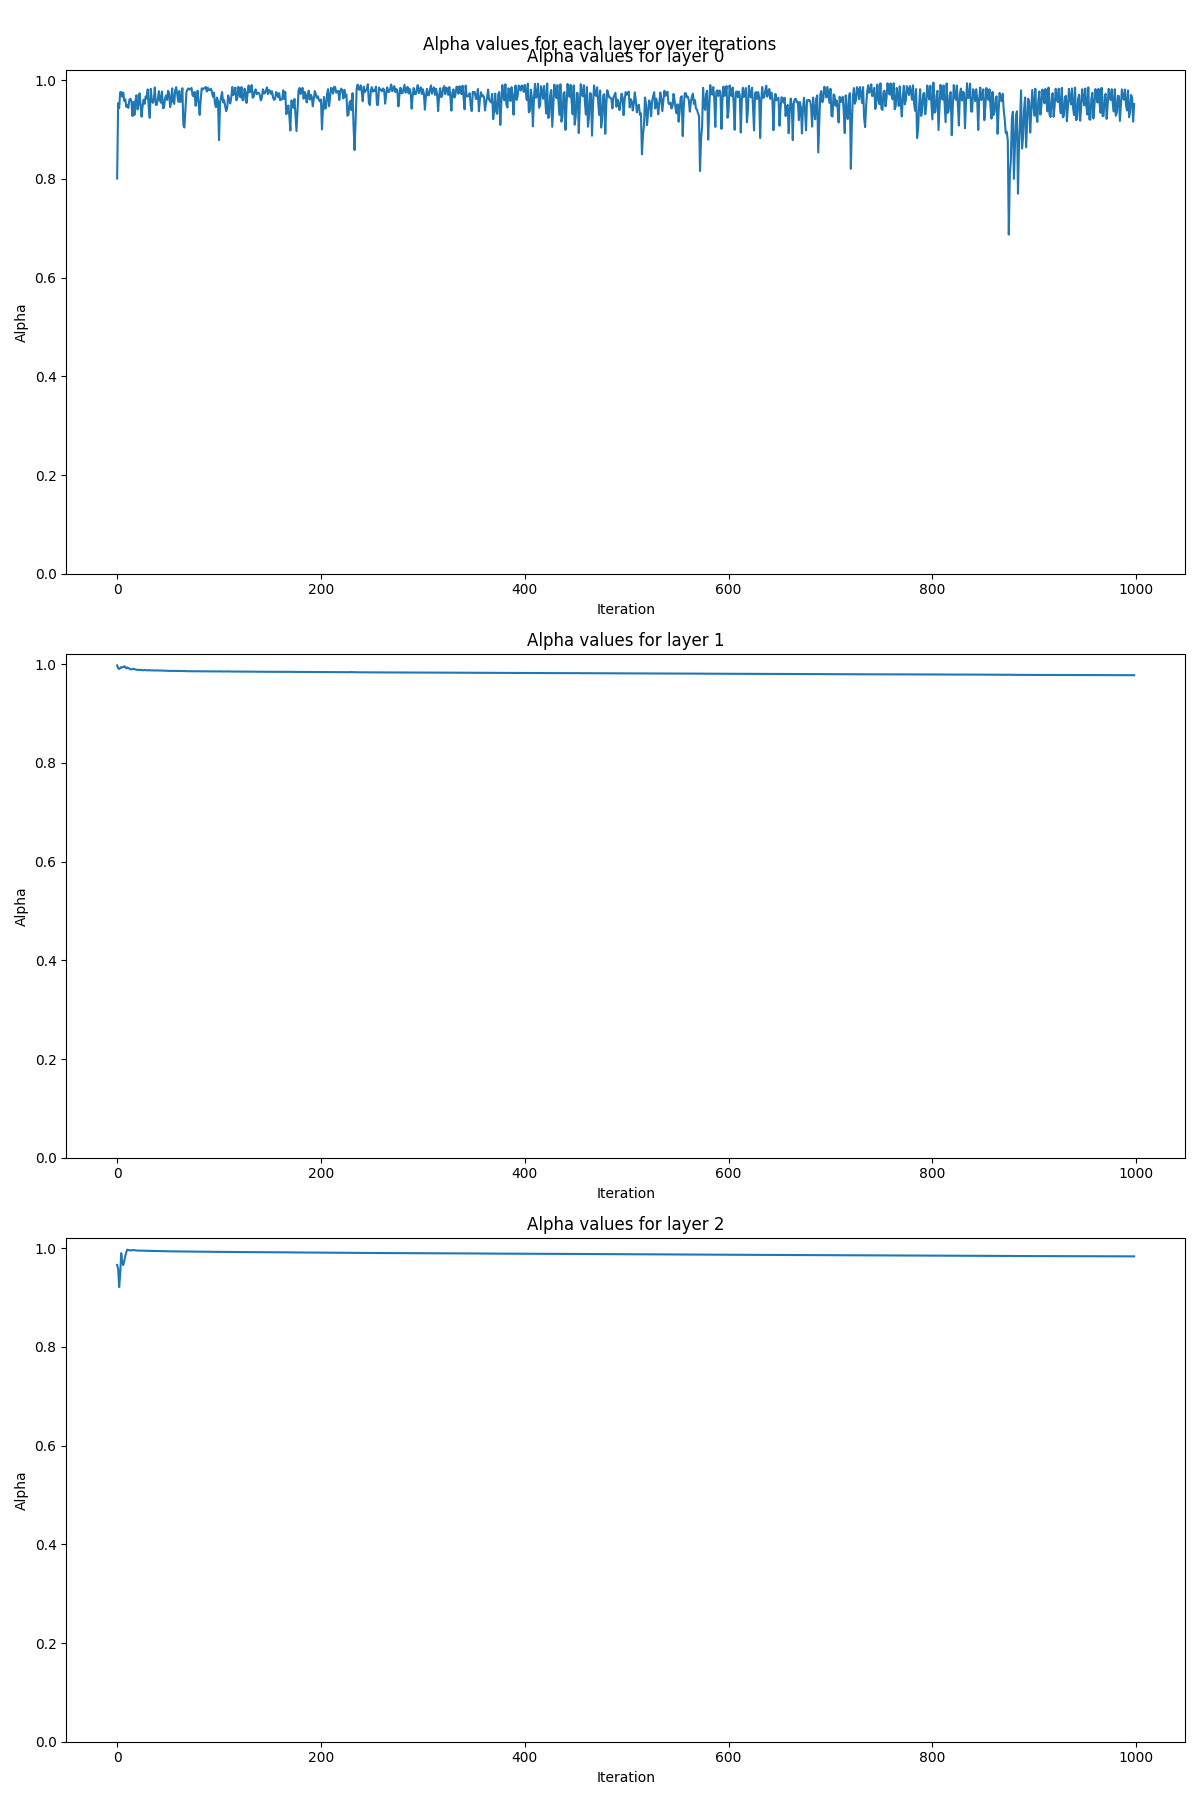 Alpha values for each layer over iterations
Alpha values for layer 0
1.0
0.8
0.6
0.4
0.2
0.0
Alpha
0 200 400 600 800 1000
Iteration
Alpha values for layer 1
1.0
0.8
0.6
0.4
0.2
0.0
Alpha
0 200 400 600 800 1000
Iteration
Alpha values for layer 2
1.0
0.8
0.6
0.4
0.2
0.0
Alpha
0 200 400 600 800 1000
Iteration